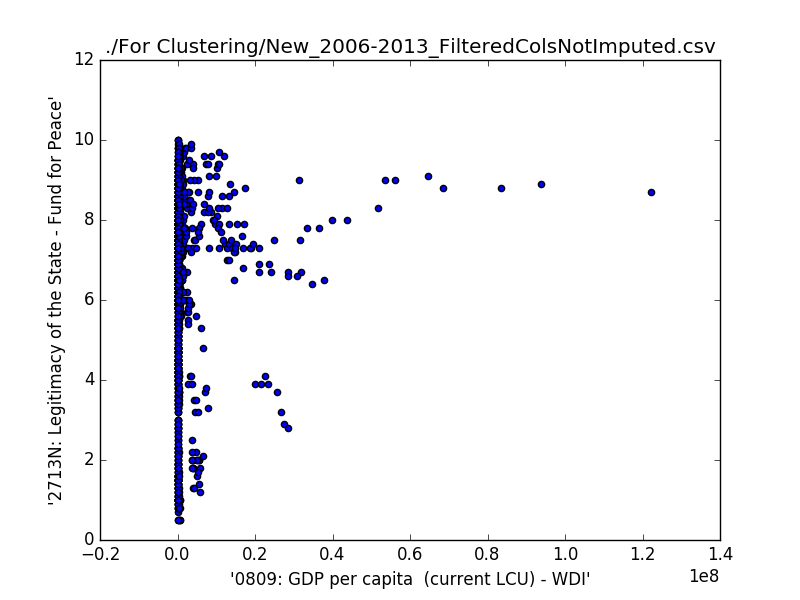 ./For Clustering/New_2006-2013_FilteredColsNotImputed.csv
12
10
8
6
4
2
0
'2713N: Legitimacy of the State - Fund for Peace'
−0.2 0.0 0.2 0.4 0.6 0.8 1.0 1.2 1.4
1e8
'0809: GDP per capita  (current LCU) - WDI'